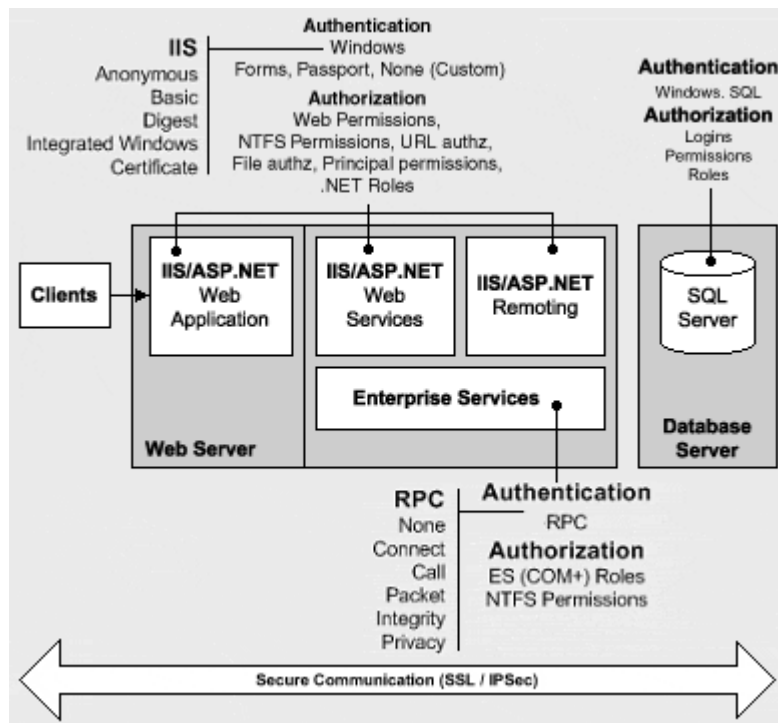 IIS
Anonymous
Basic
Digest
Integrated Windows
Certificate
Authentication
Windows
Forms, Passport, None (Custom)
Authorization
Web Permissions,
NTFS Permissions, URL authz,
File authz, Principal permissions,
.NET Roles
Authentication
Windows. SQL
Authorization
Logins
Permissions
Roles
Clients
IIS/ASP.NET
Web
Application
IIS/ASP.NET
Web
Services
IIS/ASP.NET
Remoting
SQL
Server
Enterprise Services
Web Server
Database
Server
RPC
None
Connect
Call
Packet
Integrity
Privacy
Authentication
RPC
Authorization
ES (COM+) Roles
NTFS Permissions
Secure Communication (SSL / IPSec)